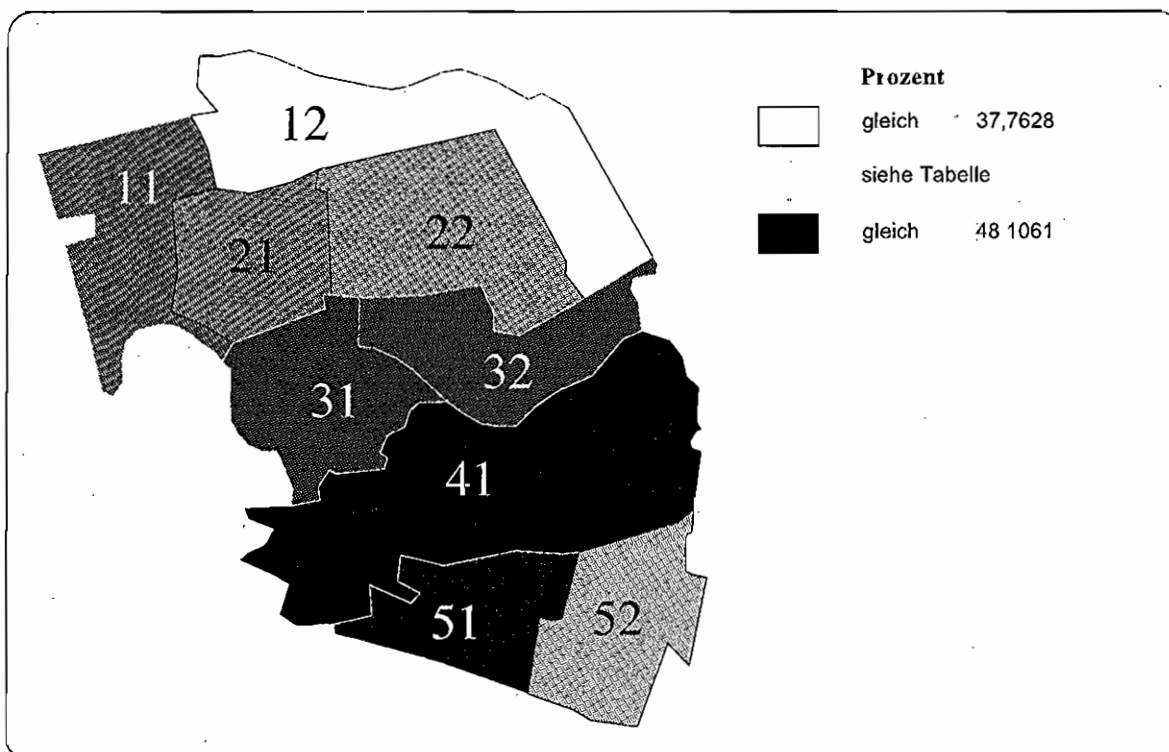 Prozent
gleich 37,7628
siehe Tabelle
gleich 48 1061
12
11
22
21
32
31
41
52
51